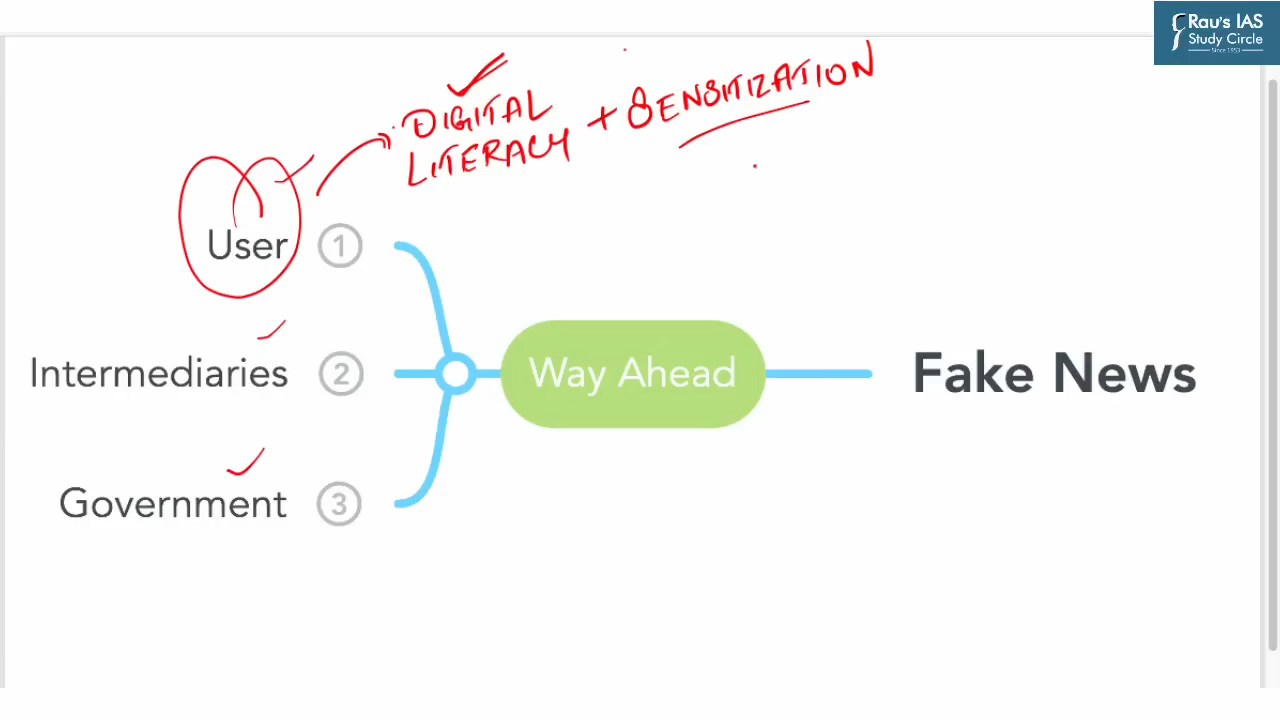 Rau's IAS
Study Circle
Since 1953
DIGITAL
LITERACY + SENSITIZATION
User 1
Intermediaries 2
Government 3
Way Ahead
Fake News